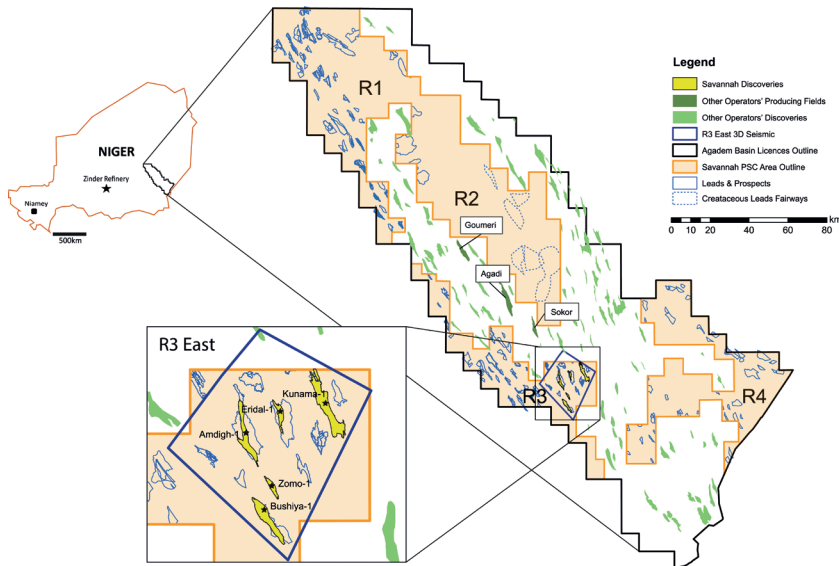 NIGER
Zinder Refinery
Niamey
500km
R1
R2
Goumeri
Agadi
Sokor
R3
R4
Legend
Savannah Discoveries
Other Operators' Producing Fields
Other Operators' Discoveries
R3 East 3D Seismic
Agadem Basin Licences Outline
Savannah PSC Area Outline
Leads & Prospects
Creataceous Leads Fairways
km
0 10 20 40 60 80
R3 East
Kunama-1
Eridal-1
Amdigh-1
Zomo-1
Bushiya-1